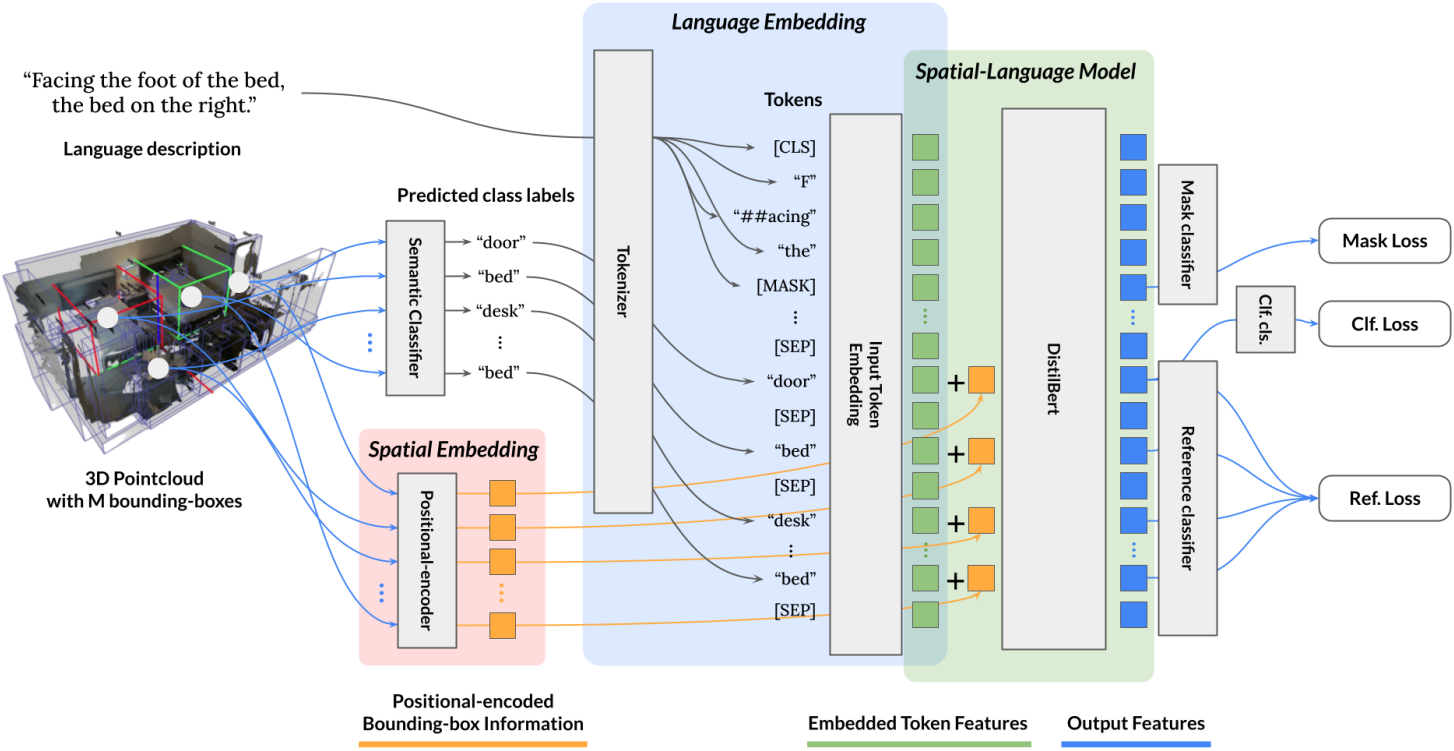 Language Embedding
Spatial-Language Model
“Facing the foot of the bed,
the bed on the right.”
Language description
Predicted class labels
Semantic Classifier
“door”
“bed”
“desk”
⋮
“bed”
3D Pointcloud
with M bounding-boxes
Spatial Embedding
Positional-encoder
Tokenizer
Tokens
[CLS]
“F”
“##acing”
“the”
[MASK]
⋮
[SEP]
“door”
[SEP]
“bed”
[SEP]
“desk”
⋮
“bed”
[SEP]
Input Token
Embedding
+
+
+
+
DistilBert
Mask classifier
Clf. cls.
Reference classifier
Mask Loss
Clf. Loss
Ref. Loss
Positional-encoded
Bounding-box Information
Embedded Token Features
Output Features